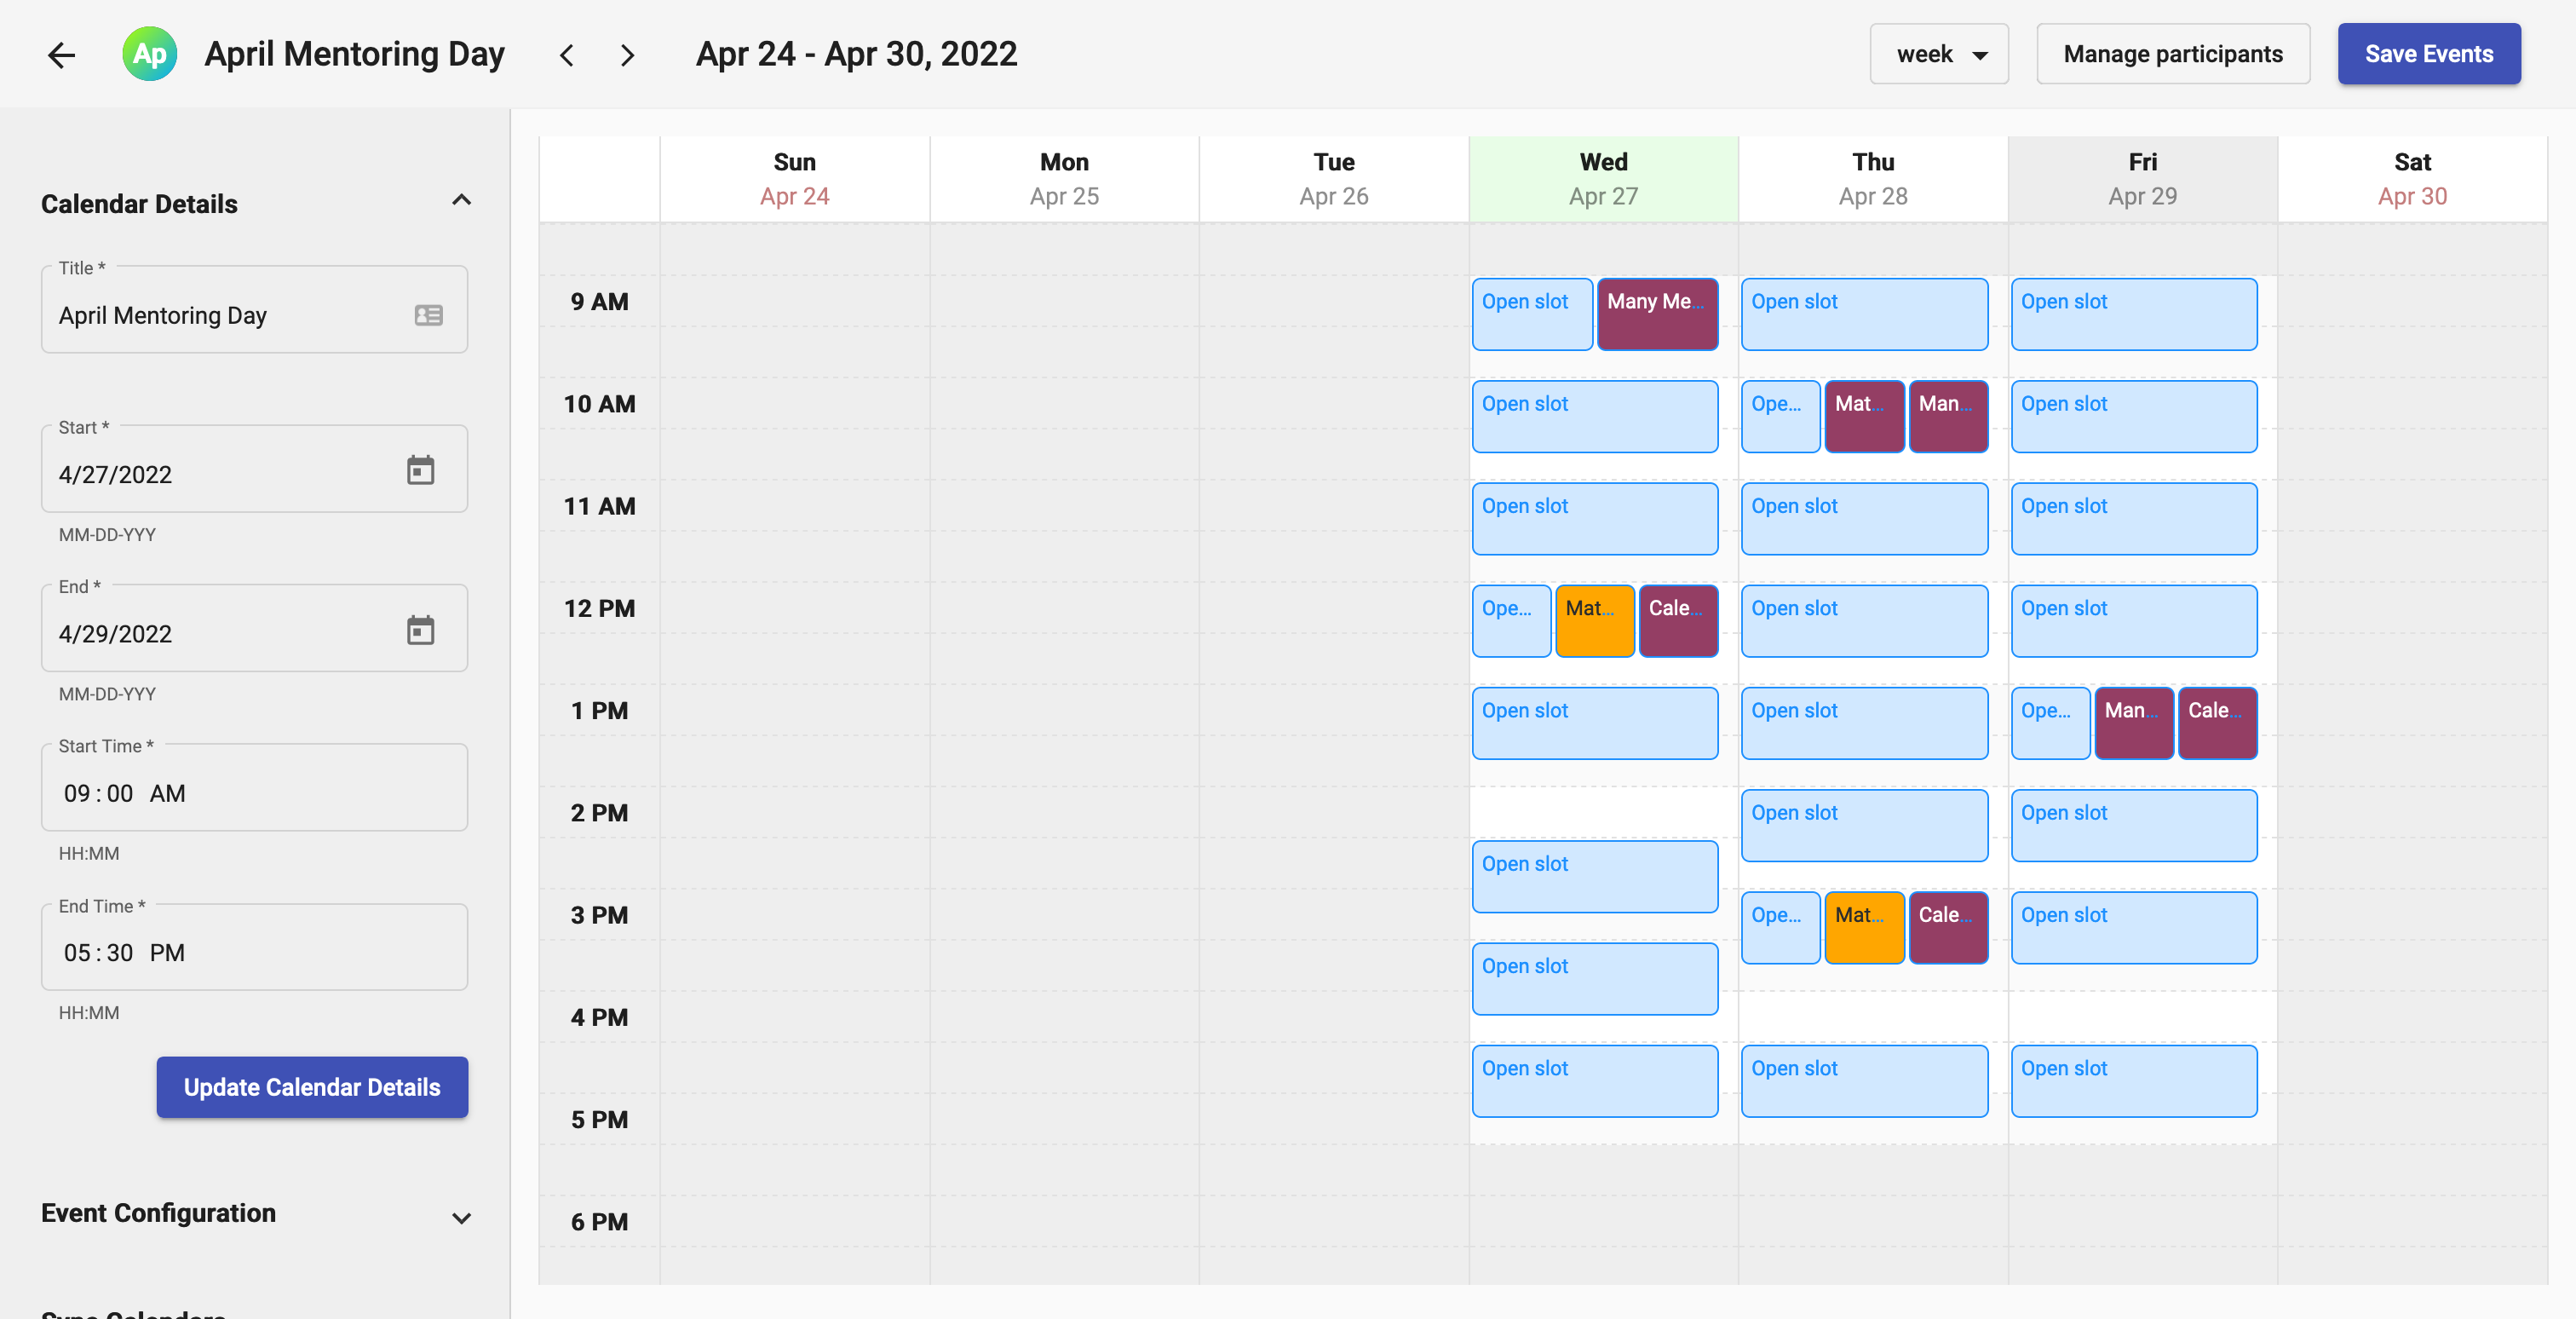 Ap April Mentoring Day Apr 24 - Apr 30, 2022 week Manage participants Save Events
Calendar Details
Title *
April Mentoring Day
Start *
4/27/2022
MM-DD-YYY
End *
4/29/2022
MM-DD-YYY
Start Time *
09 : 00 AM
HH:MM
End Time *
05 : 30 PM
HH:MM
Update Calendar Details
Event Configuration
Sync Calendars
Sun Mon Tue Wed Thu Fri Sat
Apr 24 Apr 25 Apr 26 Apr 27 Apr 28 Apr 29 Apr 30
9 AM Open slot Many Me... Open slot Open slot
10 AM Open slot Ope... Mat... Man... Open slot
11 AM Open slot Open slot Open slot
12 PM Ope... Mat... Cale... Open slot Open slot
1 PM Open slot Open slot Ope... Man... Cale...
2 PM Open slot Open slot
Open slot
3 PM Ope... Mat... Cale... Open slot
Open slot
4 PM
Open slot Open slot Open slot
5 PM
6 PM